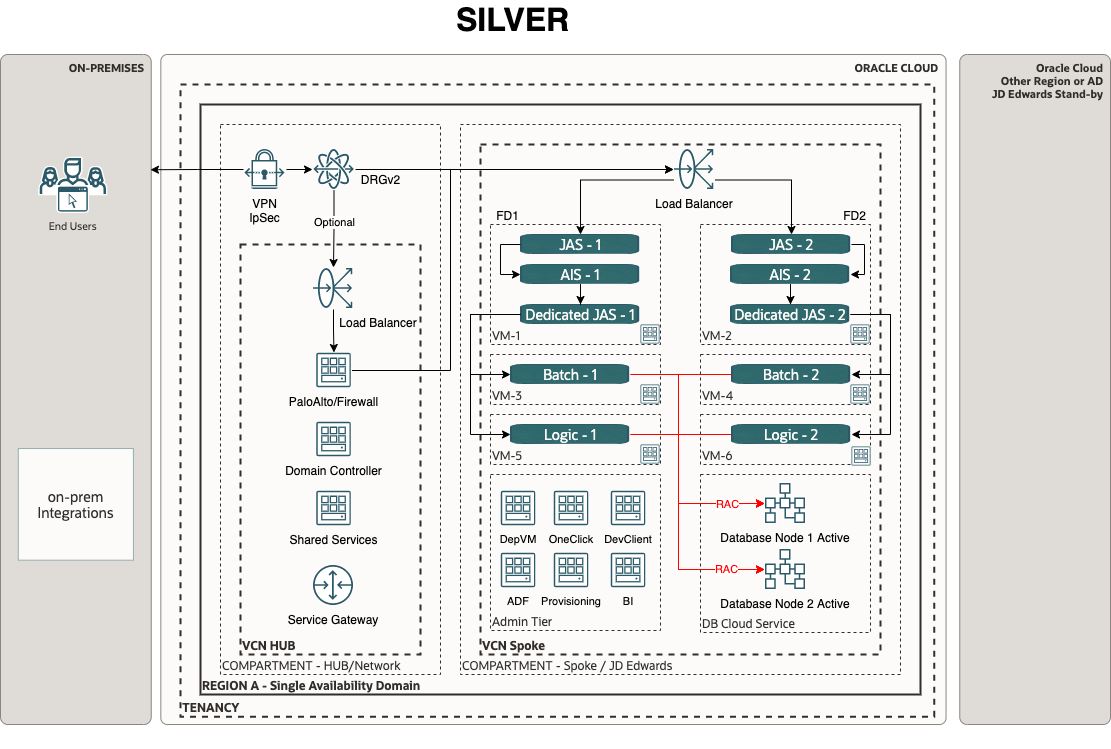 SILVER
ON-PREMISES
End Users
on-prem
Integrations
ORACLE CLOUD
VPN
IpSec
DRGv2
Optional
Load Balancer
PaloAlto/Firewall
Domain Controller
Shared Services
Service Gateway
VCN HUB
COMPARTMENT - HUB/Network
Load Balancer
FD1
FD2
JAS - 1
AIS - 1
Dedicated JAS - 1
VM-1
JAS - 2
AIS - 2
Dedicated JAS - 2
VM-2
Batch - 1
VM-3
Batch - 2
VM-4
Logic - 1
VM-5
Logic - 2
VM-6
DepVM
OneClick
DevClient
ADF
Provisioning
BI
Admin Tier
RAC
Database Node 1 Active
RAC
Database Node 2 Active
DB Cloud Service
VCN Spoke
COMPARTMENT - Spoke / JD Edwards
REGION A - Single Availability Domain
TENANCY
Oracle Cloud
Other Region or AD
JD Edwards Stand-by